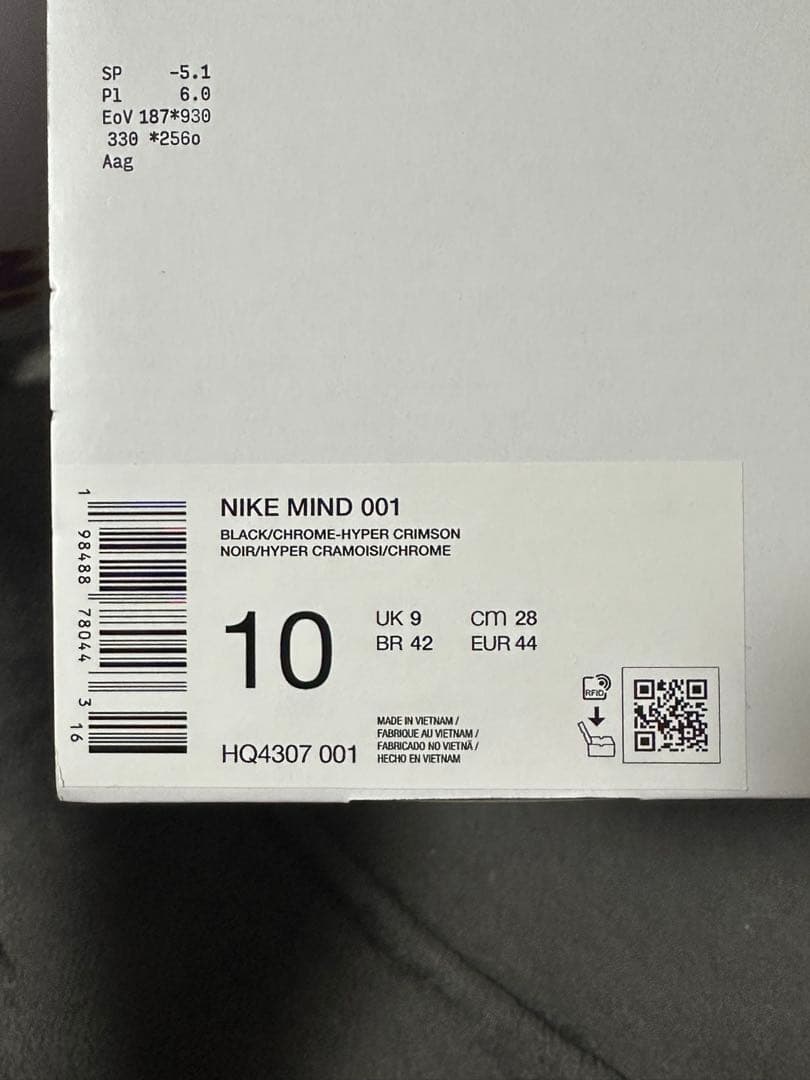 SP -5.1
Pl 6.0
EoV 187*930
330 *256o
Aag
NIKE MIND 001
BLACK/CHROME-HYPER CRIMSON
NOIR/HYPER CRAMOISI/CHROME
10
UK 9 cm 28
BR 42 EUR 44
HQ4307 001
MADE IN VIETNAM /
FABRIQUE AU VIETNAM /
FABRICADO NO VIETNÃ /
HECHO EN VIETNAM
RFID
1 98488 78044 3 16